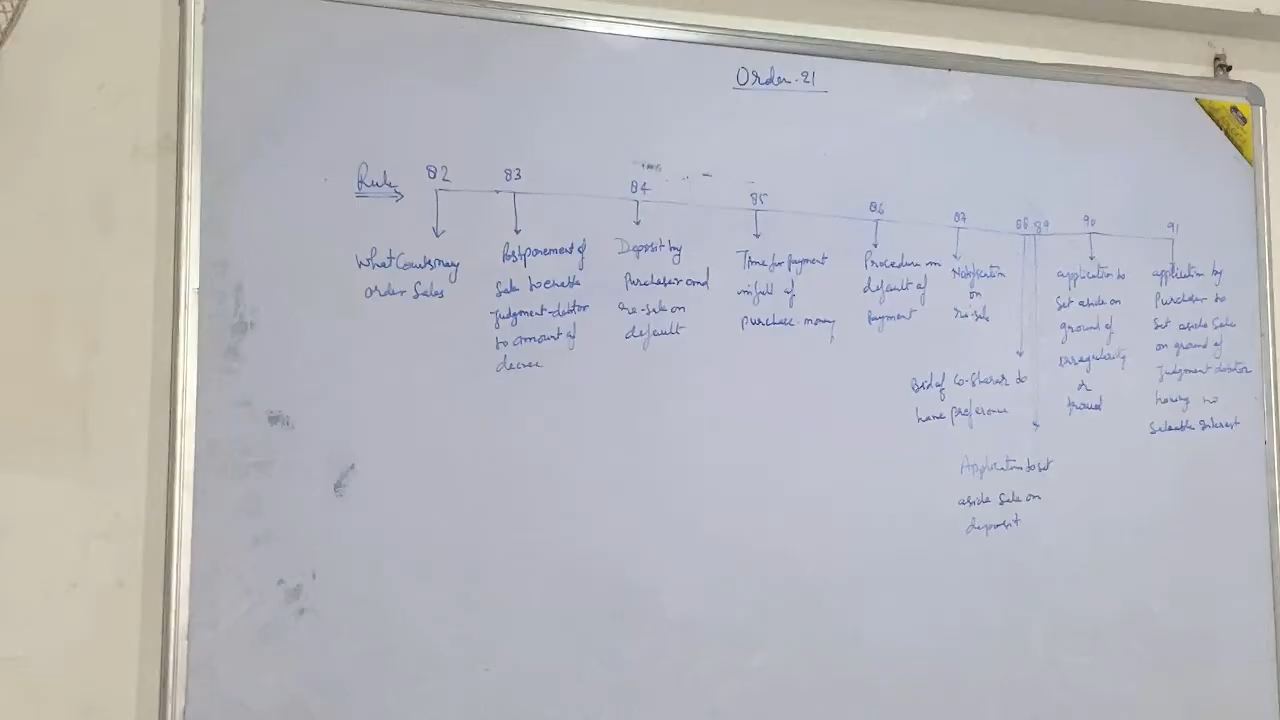 Order-21
Rule
82
What Courts may
order Sales
83
Postponement of
Sale to enable
judgment-debtor
to amount of
decree
84
Deposit by
Purchaser and
re-sale on
default
85
Time for payment
in full of
purchase-money
86
Procedure in
default of
payment
87
Notification
on
re-sale
88
Bid of Co-Sharer to
have preference
89
Application to set
aside Sale on
deposit
90
application to
Set aside on
ground of
irregularity
or
fraud
91
application by
Purchaser to
Set aside Sale
on ground of
Judgment debtor
having no
Saleable Interest